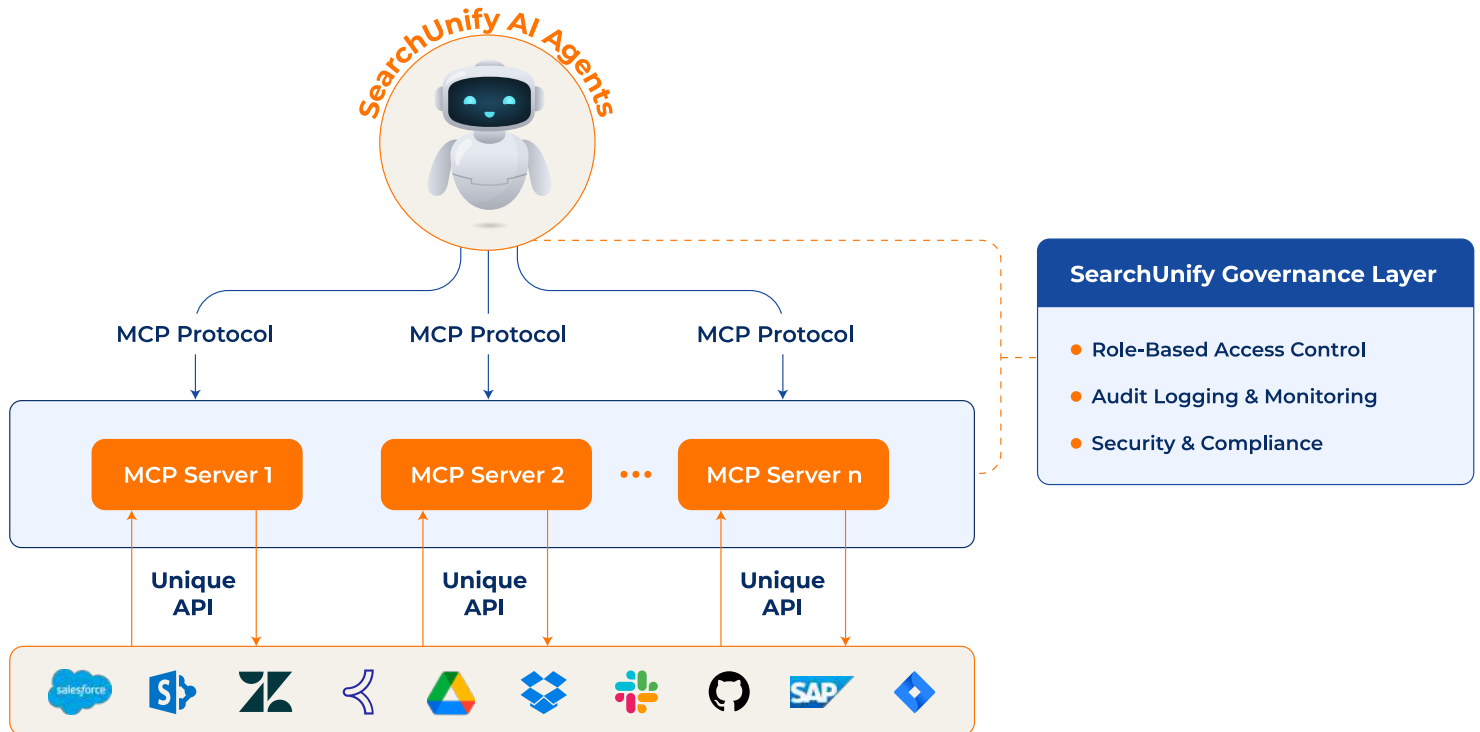 SearchUnify AI Agents
MCP Protocol
MCP Protocol
MCP Protocol
SearchUnify Governance Layer
Role-Based Access Control
Audit Logging & Monitoring
Security & Compliance
MCP Server 1
MCP Server 2
MCP Server n
Unique
API
Unique
API
Unique
API
salesforce
S
SAP